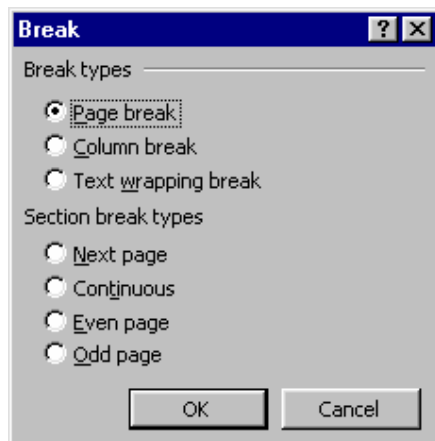 Break
Break types
Page break
Column break
Text wrapping break
Section break types
Next page
Continuous
Even page
Odd page
OK Cancel